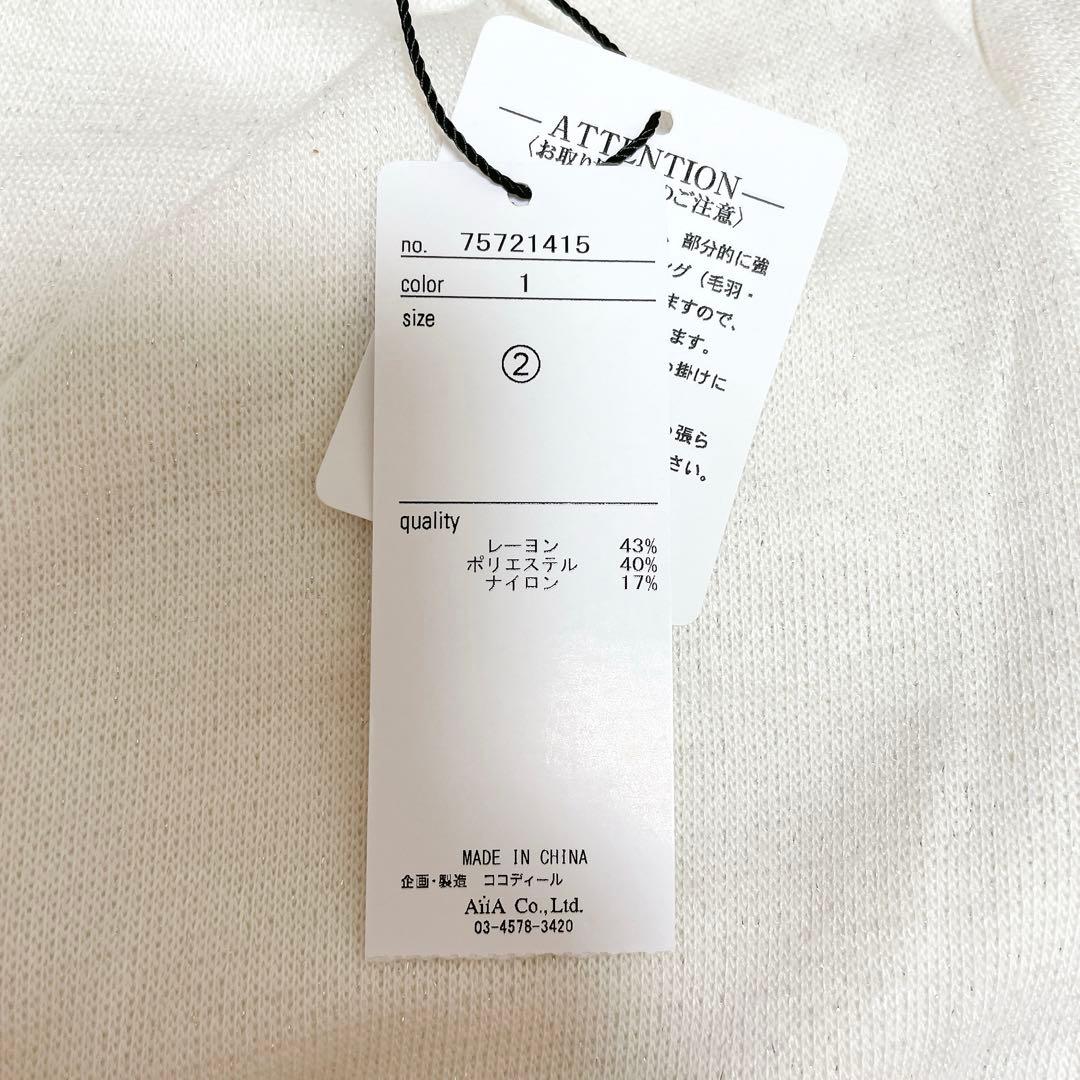 ATTENTION
〈お取り
のご注意〉
、部分的に強
ング（毛羽・
ますので、
ます。
掛けに
張ら
さい。
no. 75721415
color 1
size
②
quality
レーヨン 43%
ポリエステル 40%
ナイロン 17%
MADE IN CHINA
企画・製造 ココディール
AiiA Co., Ltd.
03-4578-3420